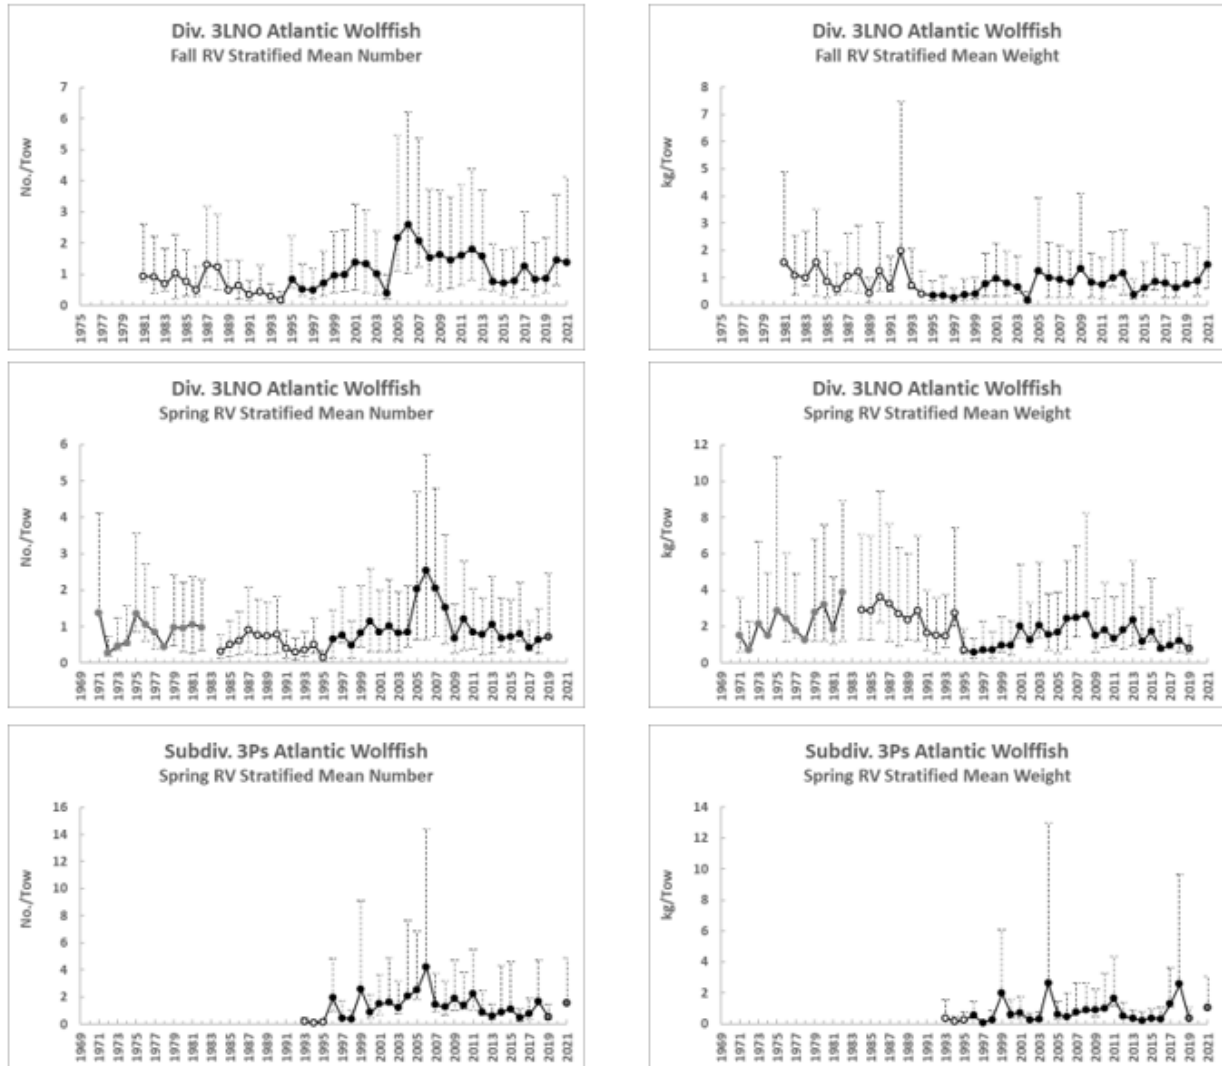 Div. 3LNO Atlantic Wolffish
Fall RV Stratified Mean Number
No./Tow
7
6
5
4
3
2
1
0
1975 1977 1979 1981 1983 1985 1987 1989 1991 1993 1995 1997 1999 2001 2003 2005 2007 2009 2011 2013 2015 2017 2019 2021
Div. 3LNO Atlantic Wolffish
Fall RV Stratified Mean Weight
kg/Tow
8
7
6
5
4
3
2
1
0
1975 1977 1979 1981 1983 1985 1987 1989 1991 1993 1995 1997 1999 2001 2003 2005 2007 2009 2011 2013 2015 2017 2019 2021
Div. 3LNO Atlantic Wolffish
Spring RV Stratified Mean Number
No./Tow
6
5
4
3
2
1
0
1969 1971 1973 1975 1977 1979 1981 1983 1985 1987 1989 1991 1993 1995 1997 1999 2001 2003 2005 2007 2009 2011 2013 2015 2017 2019 2021
Div. 3LNO Atlantic Wolffish
Spring RV Stratified Mean Weight
kg/Tow
12
10
8
6
4
2
0
1969 1971 1973 1975 1977 1979 1981 1983 1985 1987 1989 1991 1993 1995 1997 1999 2001 2003 2005 2007 2009 2011 2013 2015 2017 2019 2021
Subdiv. 3Ps Atlantic Wolffish
Spring RV Stratified Mean Number
No./Tow
16
14
12
10
8
6
4
2
0
1969 1971 1973 1975 1977 1979 1981 1983 1985 1987 1989 1991 1993 1995 1997 1999 2001 2003 2005 2007 2009 2011 2013 2015 2017 2019 2021
Subdiv. 3Ps Atlantic Wolffish
Spring RV Stratified Mean Weight
kg/Tow
14
12
10
8
6
4
2
0
1969 1971 1973 1975 1977 1979 1981 1983 1985 1987 1989 1991 1993 1995 1997 1999 2001 2003 2005 2007 2009 2011 2013 2015 2017 2019 2021